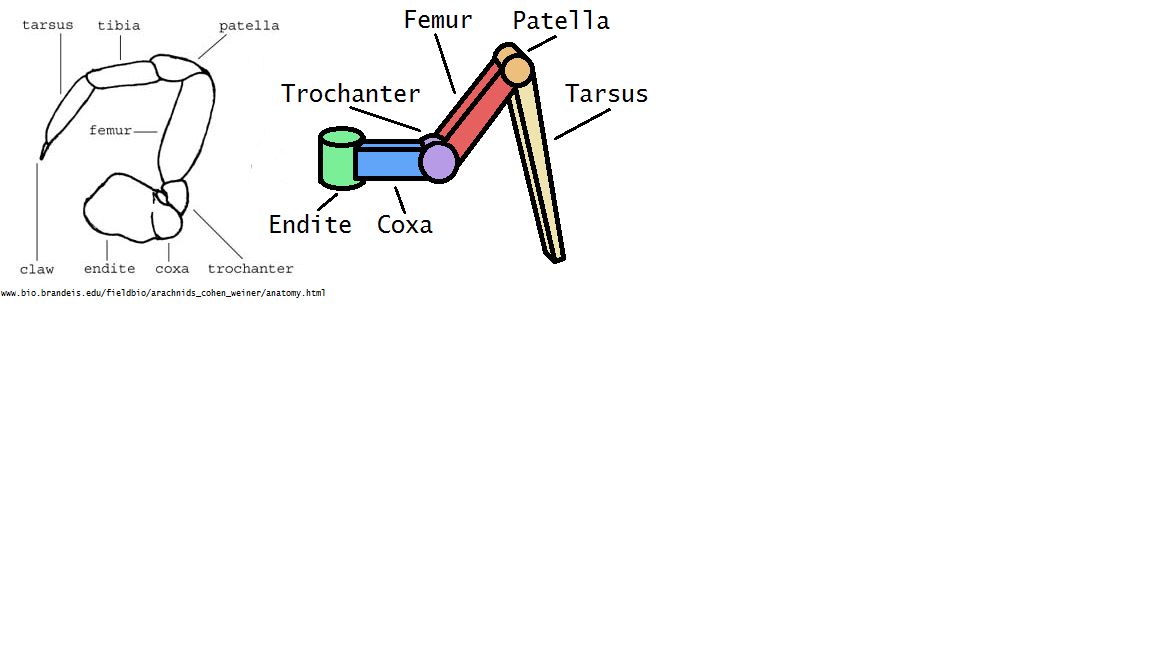 tarsus tibia patella
femur
claw endite coxa trochanter
www.bio.brandeis.edu/fieldbio/arachnids_cohen_weiner/anatomy.html
Femur Patella
Trochanter Tarsus
Endite Coxa